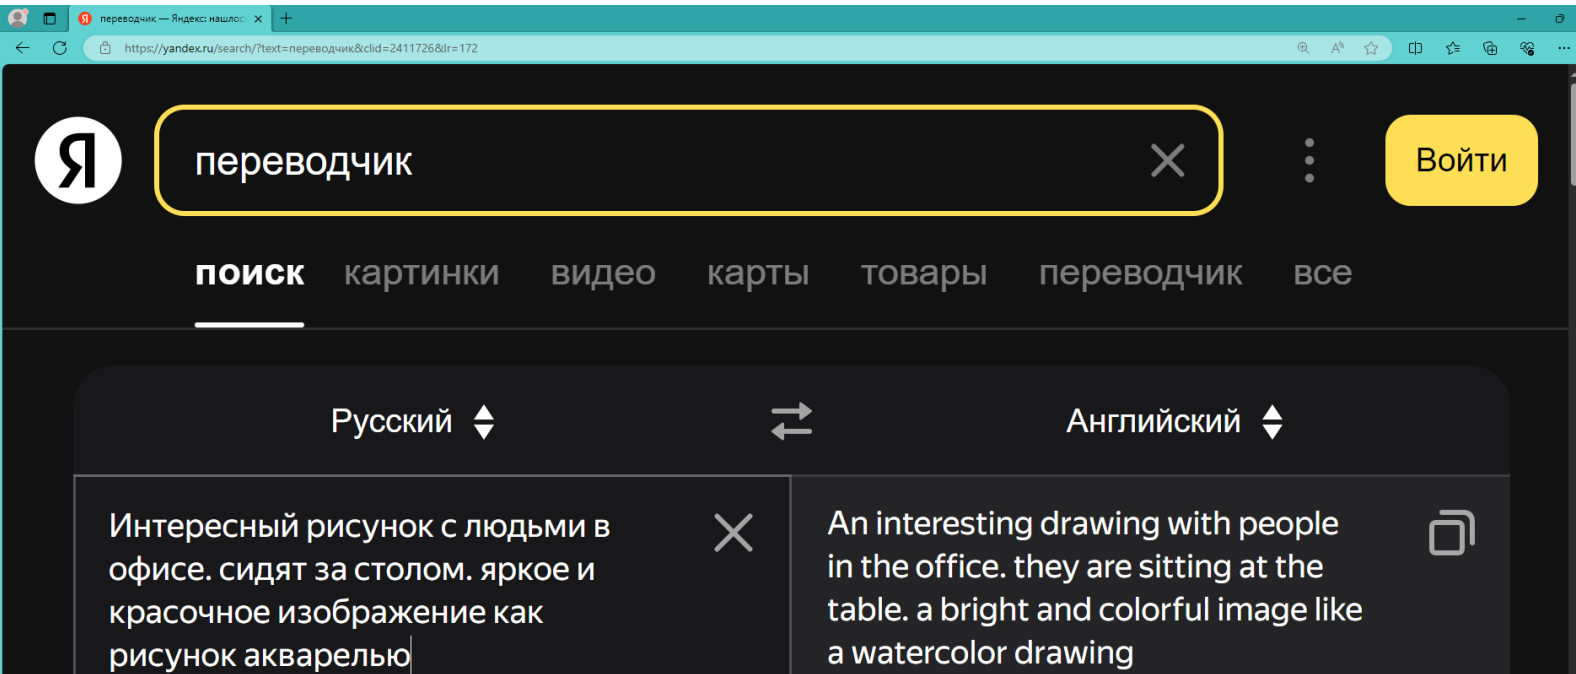 переводчик — Яндекс: нашлос
https://yandex.ru/search/?text=переводчик&clid=2411726&lr=172
Я
переводчик
Войти
поиск картинки видео карты товары переводчик все
Русский
Английский
Интересный рисунок с людьми в
офисе. сидят за столом. яркое и
красочное изображение как
рисунок акварелью
An interesting drawing with people
in the office. they are sitting at the
table. a bright and colorful image like
a watercolor drawing